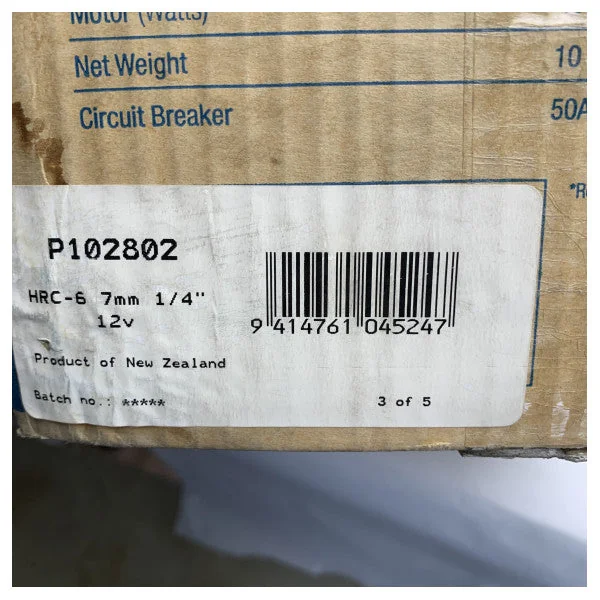 Motor (Watts)
Net Weight 10
Circuit Breaker 50A
P102802
HRC-6 7mm 1/4"
12v
9 414761 045247
Product of New Zealand
Batch no.: *****
3 of 5